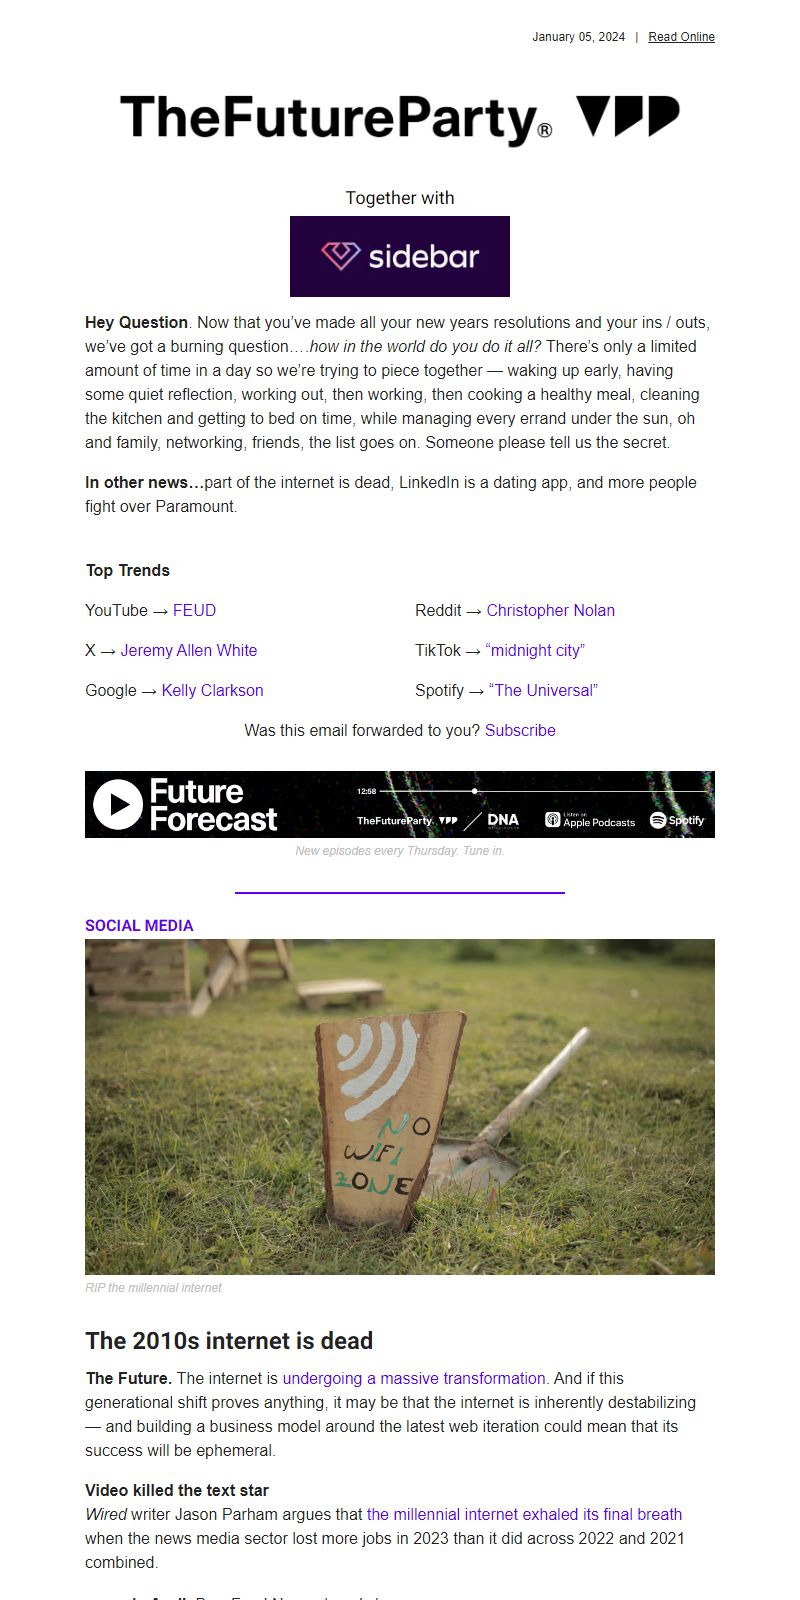 January 05, 2024 | Read Online
TheFutureParty®
Together with
sidebar
Hey Question. Now that you’ve made all your new years resolutions and your ins / outs,
we’ve got a burning question….how in the world do you do it all? There’s only a limited
amount of time in a day so we’re trying to piece together — waking up early, having
some quiet reflection, working out, then working, then cooking a healthy meal, cleaning
the kitchen and getting to bed on time, while managing every errand under the sun, oh
and family, networking, friends, the list goes on. Someone please tell us the secret.
In other news…part of the internet is dead, LinkedIn is a dating app, and more people
fight over Paramount.
Top Trends
YouTube → FEUD
Reddit → Christopher Nolan
X → Jeremy Allen White
TikTok → “midnight city”
Google → Kelly Clarkson
Spotify → “The Universal”
Was this email forwarded to you? Subscribe
Future
Forecast
12:58
TheFutureParty
DNA
Listen on
Apple Podcasts
Spotify
New episodes every Thursday. Tune in.
SOCIAL MEDIA
NO
WIFI
ZONE
RIP the millennial internet
The 2010s internet is dead
The Future. The internet is undergoing a massive transformation. And if this
generational shift proves anything, it may be that the internet is inherently destabilizing
— and building a business model around the latest web iteration could mean that its
success will be ephemeral.
Video killed the text star
Wired writer Jason Parham argues that the millennial internet exhaled its final breath
when the news media sector lost more jobs in 2023 than it did across 2022 and 2021
combined.